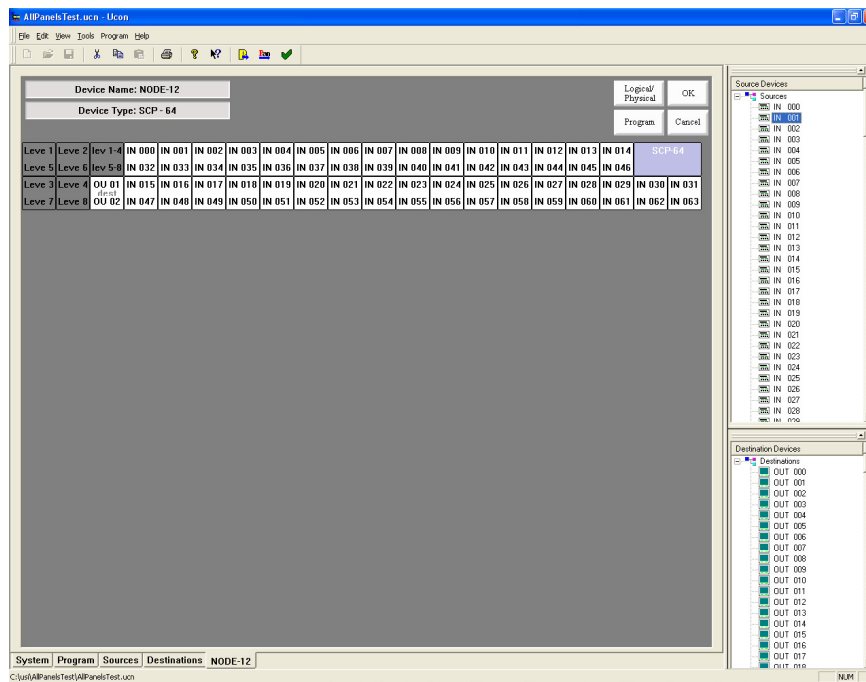 AllPanelsTest.ucn - Ucon
File Edit View Tools Program Help
Device Name: NODE-12
Device Type: SCP - 64
Logical/ Physical
OK
Program
Cancel
Leve 1 Leve 2 lev 1-4 IN 000 IN 001 IN 002 IN 003 IN 004 IN 005 IN 006 IN 007 IN 008 IN 009 IN 010 IN 011 IN 012 IN 013 IN 014 SCP-64
Leve 5 Leve 6 lev 5-8 IN 032 IN 033 IN 034 IN 035 IN 036 IN 037 IN 038 IN 039 IN 040 IN 041 IN 042 IN 043 IN 044 IN 045 IN 046
Leve 3 Leve 4 OU 01 IN 015 IN 016 IN 017 IN 018 IN 019 IN 020 IN 021 IN 022 IN 023 IN 024 IN 025 IN 026 IN 027 IN 028 IN 029 IN 030 IN 031
dest
Leve 7 Leve 8 OU 02 IN 047 IN 048 IN 049 IN 050 IN 051 IN 052 IN 053 IN 054 IN 055 IN 056 IN 057 IN 058 IN 059 IN 060 IN 061 IN 062 IN 063
Source Devices
Sources
IN 000
IN 001
IN 002
IN 003
IN 004
IN 005
IN 006
IN 007
IN 008
IN 009
IN 010
IN 011
IN 012
IN 013
IN 014
IN 015
IN 016
IN 017
IN 018
IN 019
IN 020
IN 021
IN 022
IN 023
IN 024
IN 025
IN 026
IN 027
IN 028
IN 029
Destination Devices
Destinations
OUT 000
OUT 001
OUT 002
OUT 003
OUT 004
OUT 005
OUT 006
OUT 007
OUT 008
OUT 009
OUT 010
OUT 011
OUT 012
OUT 013
OUT 014
OUT 015
OUT 016
OUT 017
OUT 018
System Program Sources Destinations NODE-12
C:\usi\AllPanelsTest\AllPanelsTest.ucn
NUM